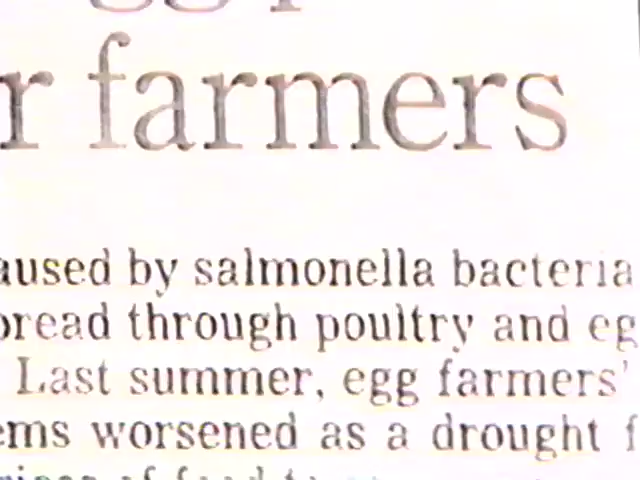 r farmers
aused by salmonella bacteria
pread through poultry and eg
Last summer, egg farmers'
ems worsened as a drought f